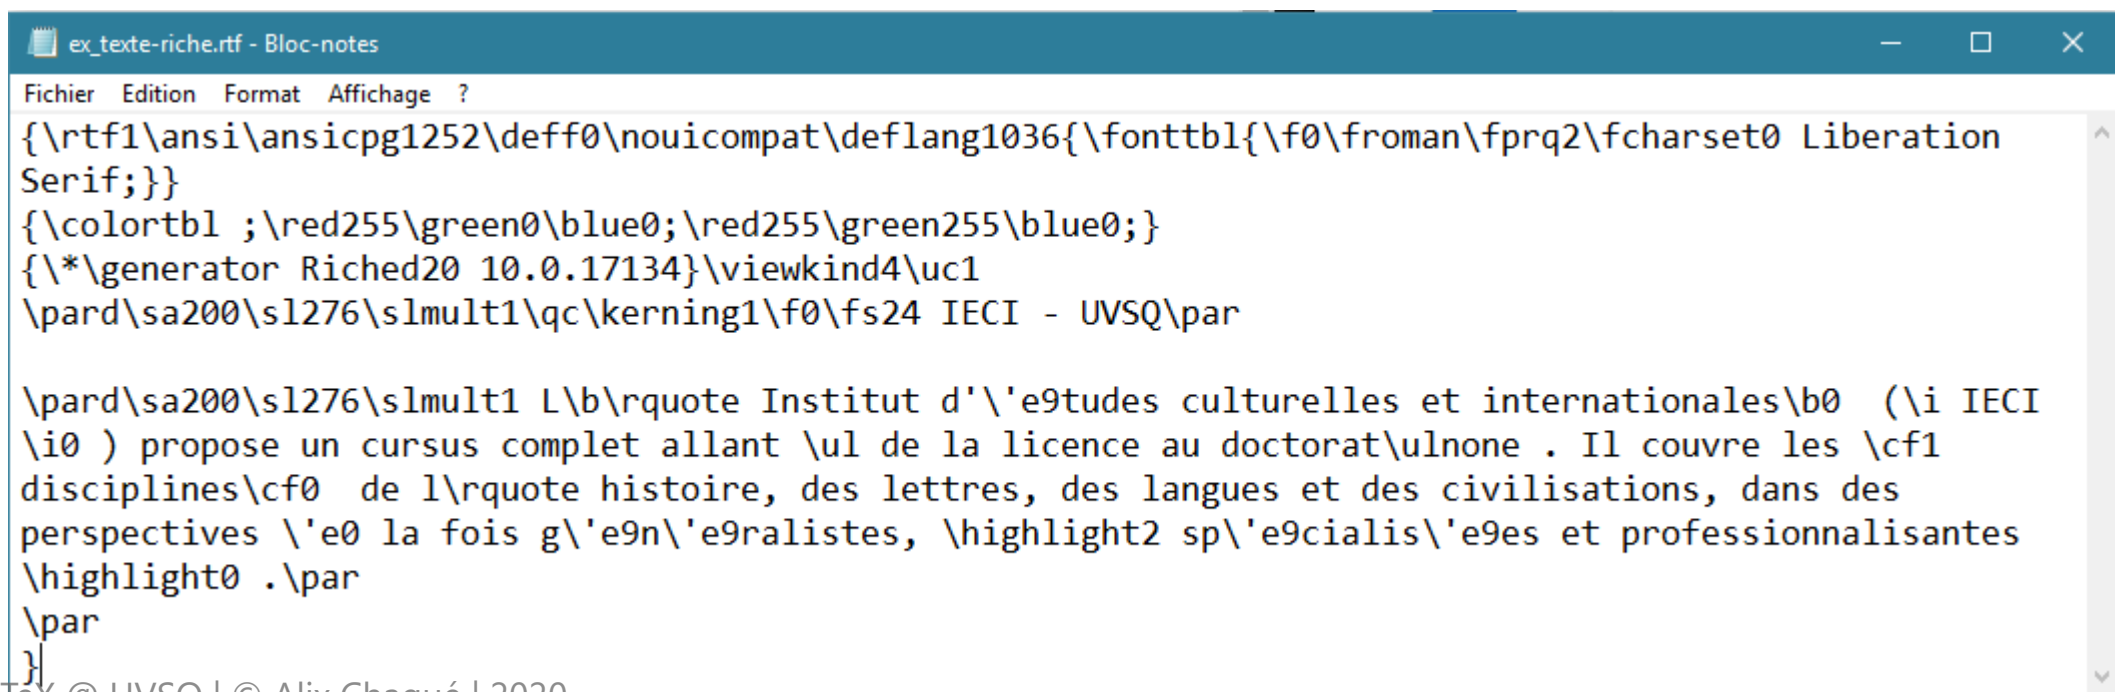 ex_texte-riche.rtf - Bloc-notes
Fichier Edition Format Affichage ?
{\rtf1\ansi\ansicpg1252\deff0\nouicompat\deflang1036{\fonttbl{\f0\froman\fprq2\fcharset0 Liberation
Serif;}}
{\colortbl ;\red255\green0\blue0;\red255\green255\blue0;}
{\*\generator Riched20 10.0.17134}\viewkind4\uc1
\pard\sa200\sl276\slmult1\qc\kerning1\f0\fs24 IECI - UVSQ\par
\pard\sa200\sl276\slmult1 L\b\rquote Institut d'\'e9tudes culturelles et internationales\b0  (\i IECI
\i0 ) propose un cursus complet allant \ul de la licence au doctorat\ulnone . Il couvre les \cf1
disciplines\cf0  de l\rquote histoire, des lettres, des langues et des civilisations, dans des
perspectives \'e0 la fois g\'e9n\'e9ralistes, \highlight2 sp\'e9cialis\'e9es et professionnalisantes
\highlight0 .\par
\par
}
TeX @ UVSQ | © Alix Chagué | 2020